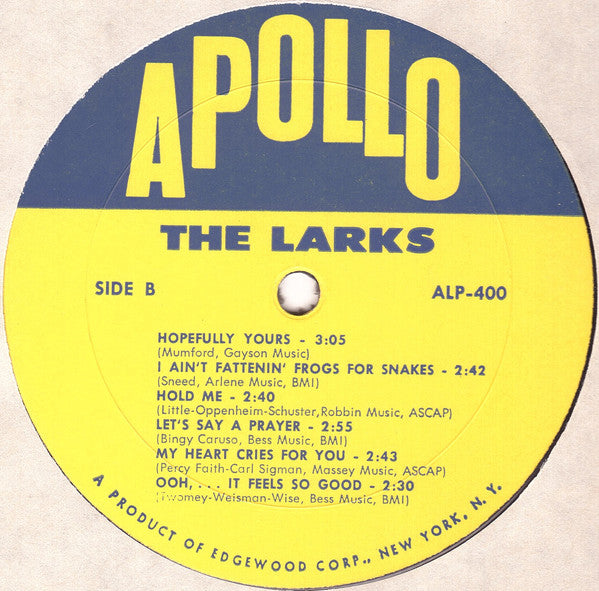 APOLLO
THE LARKS
SIDE B
ALP-400
HOPEFULLY YOURS - 3:05
(Mumford, Gayson Music)
I AIN'T FATTENIN' FROGS FOR SNAKES - 2:42
(Sneed, Arlene Music, BMI)
HOLD ME - 2:40
(Little-Oppenheim-Schuster,Robbin Music, ASCAP)
LET'S SAY A PRAYER - 2:55
(Bingy Caruso, Bess Music, BMI)
MY HEART CRIES FOR YOU - 2:43
(Percy Faith-Carl Sigman, Massey Music, ASCAP)
OOH, . . . IT FEELS SO GOOD - 2:30
(Twomey-Weisman-Wise, Bess Music, BMI)
A PRODUCT OF EDGEWOOD CORP., NEW YORK, N. Y.